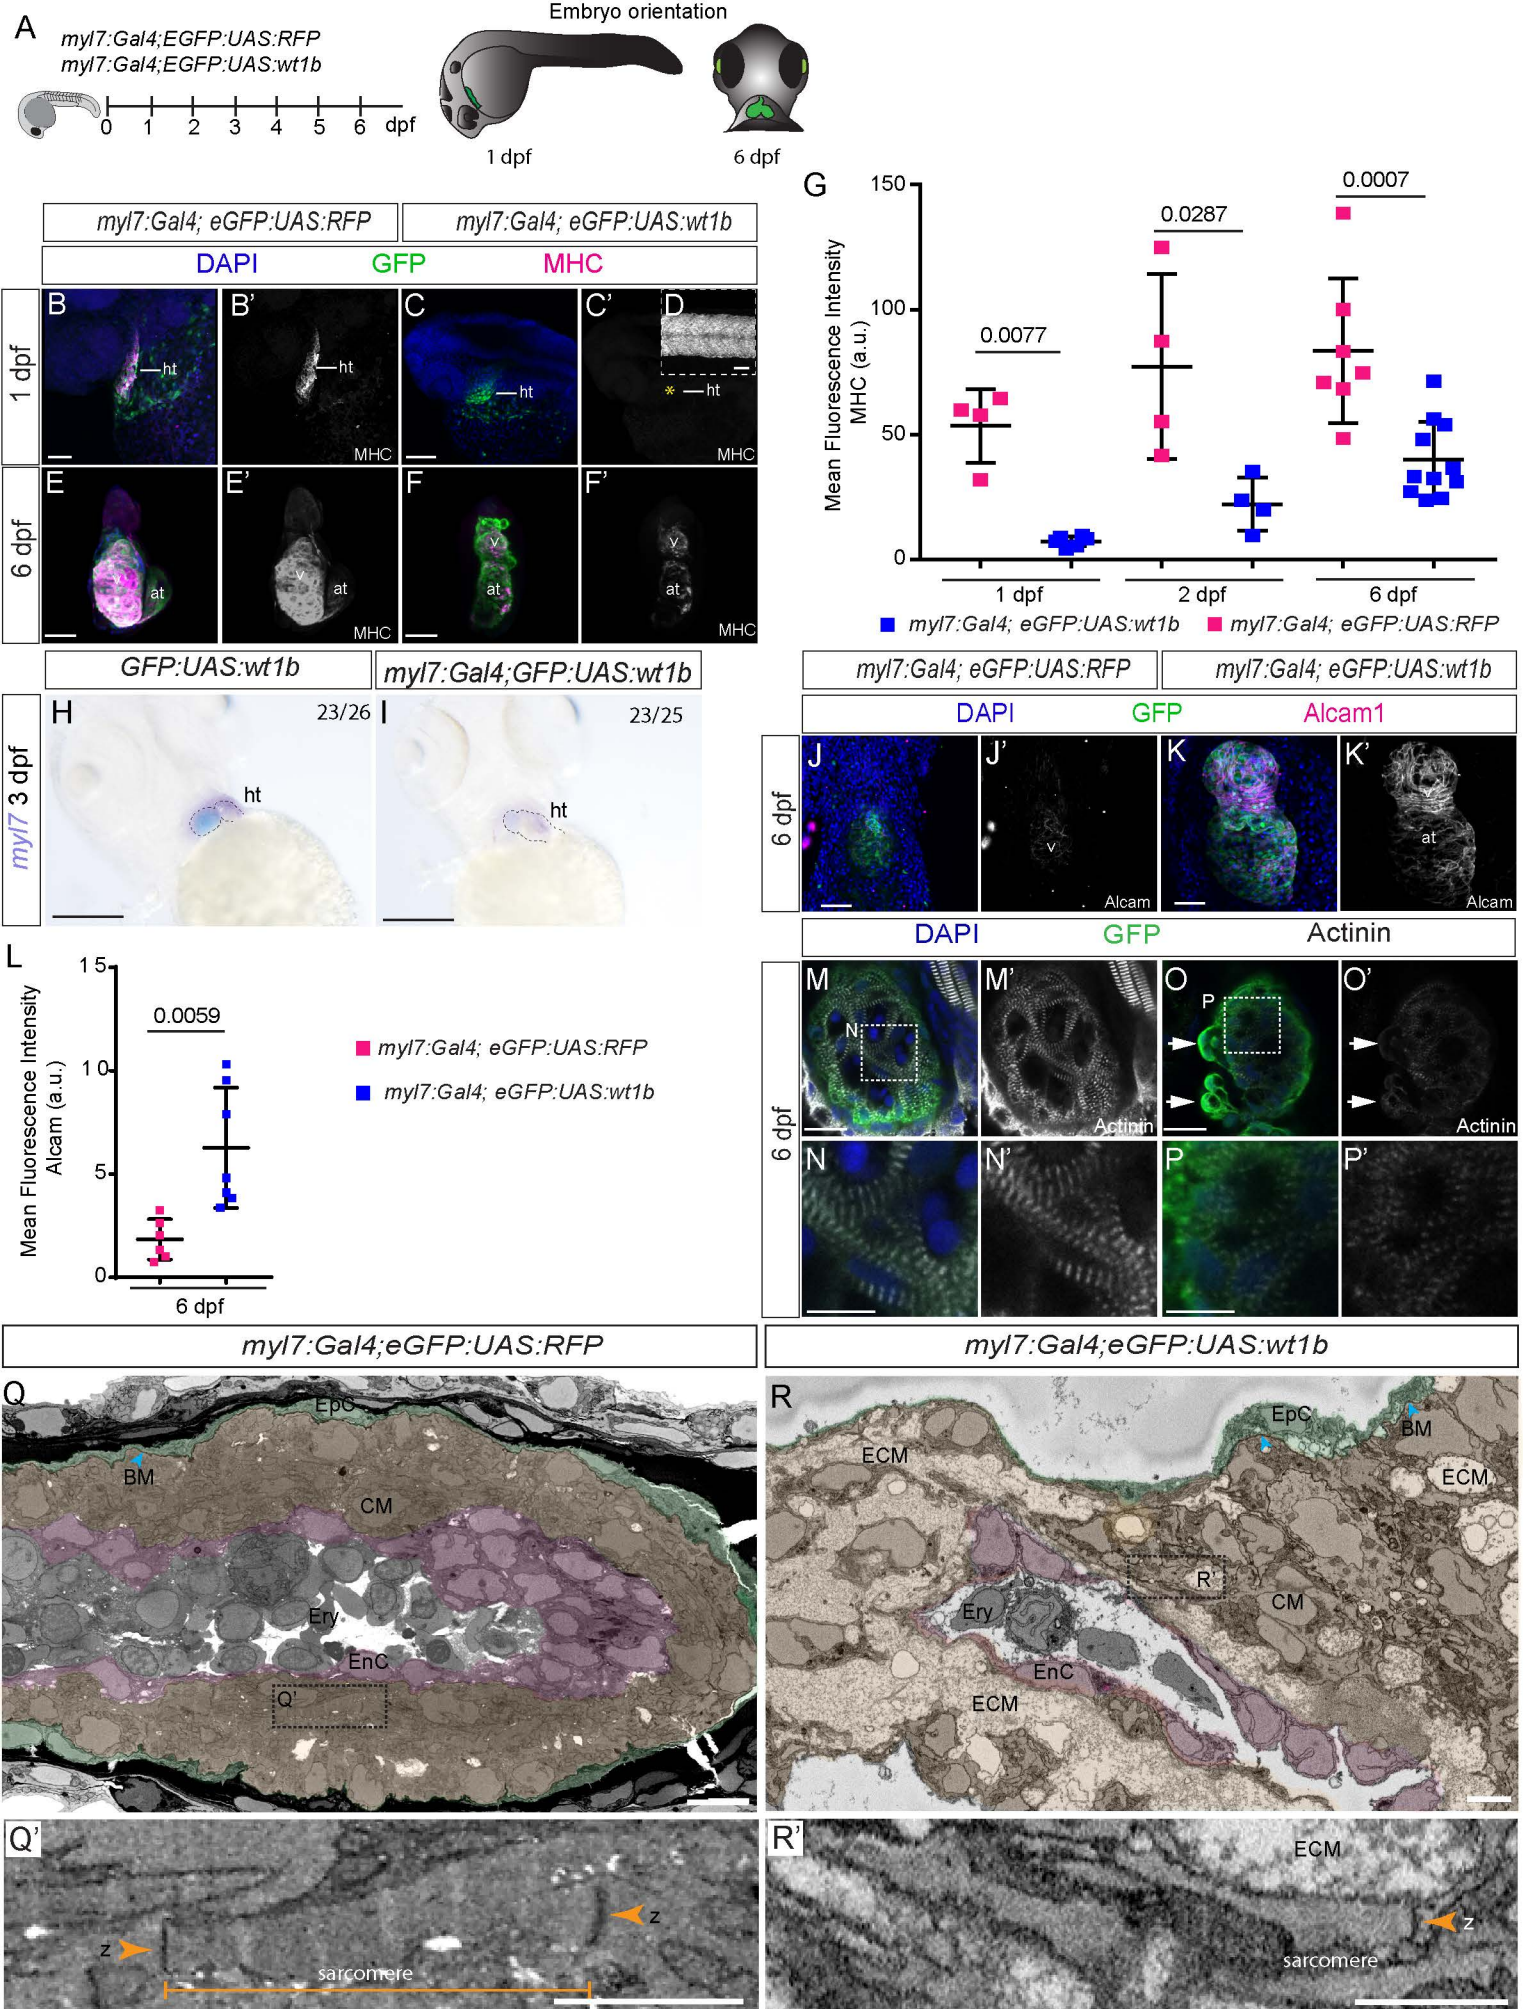 A
myl7:Gal4;EGFP:UAS:RFP
myl7:Gal4;EGFP:UAS:wt1b
0 1 2 3 4 5 6 dpf
Embryo orientation
1 dpf
6 dpf
myl7:Gal4; eGFP:UAS:RFP
myl7:Gal4; eGFP:UAS:wt1b
DAPI GFP MHC
1 dpf
B
ht
B’
ht
MHC
C
ht
C’
D
* ht
MHC
6 dpf
E
v
at
E’
v
at
MHC
F
v
at
F’
v
at
MHC
G
Mean Fluorescence Intensity
MHC (a.u.)
150
100
50
0
0.0077
0.0287
0.0007
1 dpf
2 dpf
6 dpf
myl7:Gal4; eGFP:UAS:wt1b
myl7:Gal4; eGFP:UAS:RFP
GFP:UAS:wt1b
myl7:Gal4;GFP:UAS:wt1b
myl7 3 dpf
H
23/26
ht
I
23/25
ht
myl7:Gal4; eGFP:UAS:RFP
myl7:Gal4; eGFP:UAS:wt1b
DAPI GFP Alcam1
6 dpf
J
J’
v
Alcam
K
K’
v
at
Alcam
L
Mean Fluorescence Intensity
Alcam (a.u.)
15
10
5
0
0.0059
6 dpf
myl7:Gal4; eGFP:UAS:RFP
myl7:Gal4; eGFP:UAS:wt1b
DAPI GFP Actinin
6 dpf
M
N
M’
Actinin
O
P
O’
Actinin
N
N’
P
P’
myl7:Gal4;eGFP:UAS:RFP
myl7:Gal4;eGFP:UAS:wt1b
Q
EpC
BM
CM
Ery
EnC
Q’
R
EpC
BM
ECM
ECM
R’
CM
Ery
EnC
ECM
Q’
z
z
sarcomere
R’
ECM
z
sarcomere